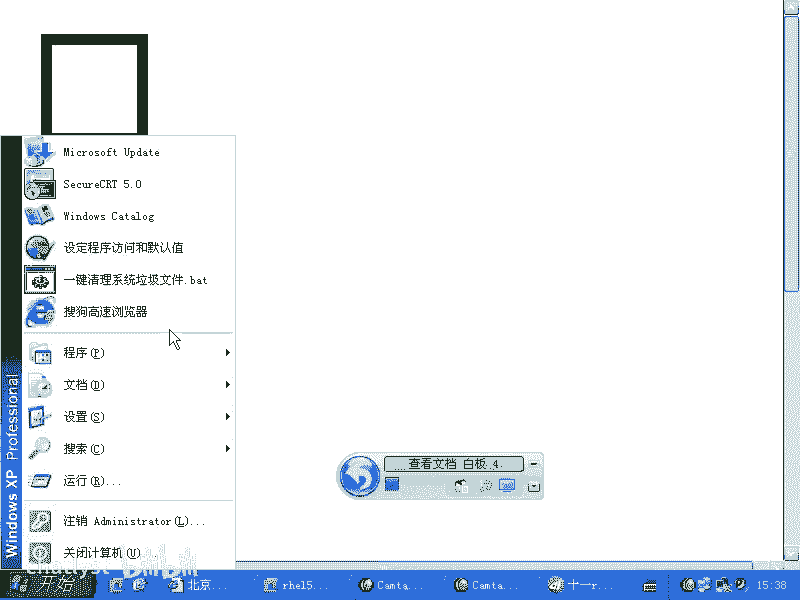 Microsoft Update
SecureCRT 5.0
Windows Catalog
设定程序访问和默认值
一键清理系统垃圾文件.bat
搜狗高速浏览器
程序(P)
文档(D)
设置(S)
搜索(C)
运行(R)...
注销 Administrator(L)...
关闭计算机(U)...
Windows XP Professional
查看文档 白板 4.
开始
北京...
rhel5...
Camta...
Camta...
十一r...
15:38